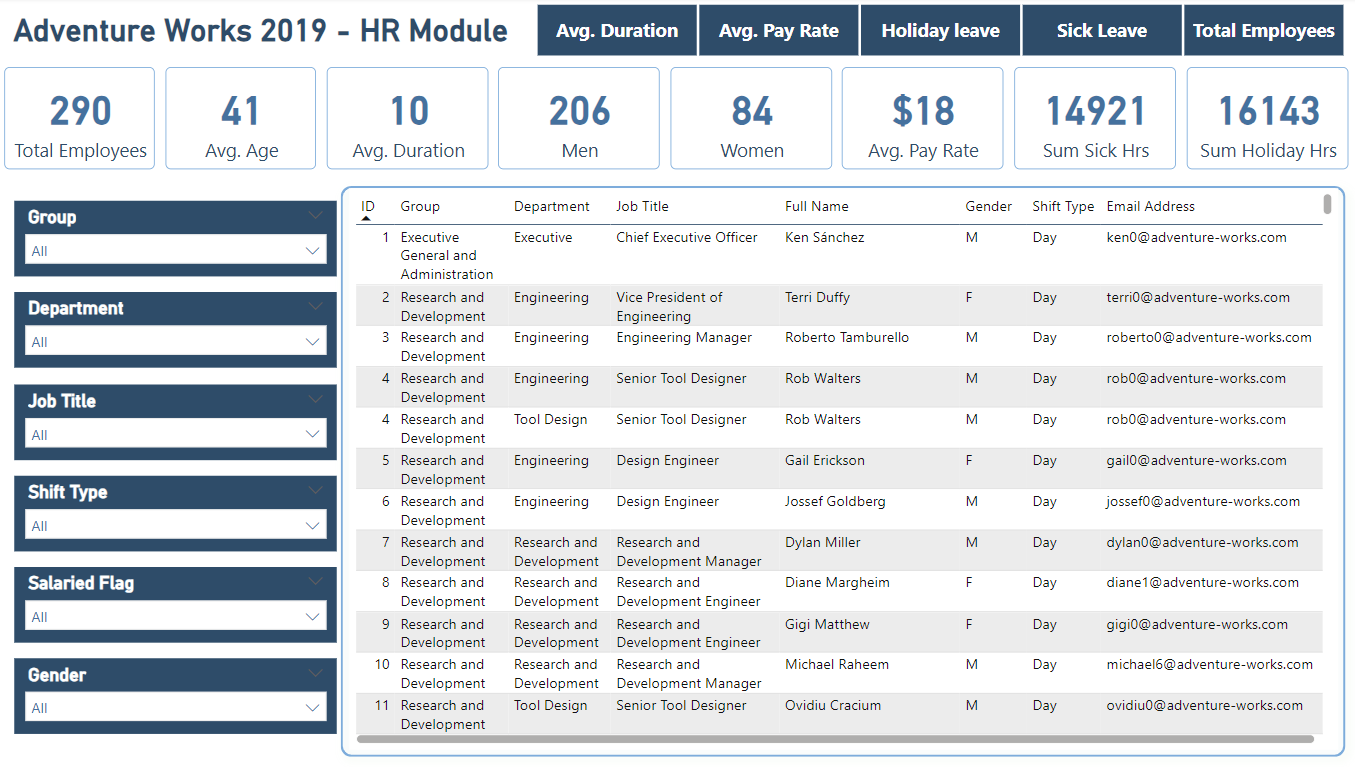 Adventure Works 2019 - HR Module
Avg. Duration
Avg. Pay Rate
Holiday leave
Sick Leave
Total Employees
290
Total Employees
41
Avg. Age
10
Avg. Duration
206
Men
84
Women
$18
Avg. Pay Rate
14921
Sum Sick Hrs
16143
Sum Holiday Hrs
Group
All
Department
All
Job Title
All
Shift Type
All
Salaried Flag
All
Gender
All
ID Group Department Job Title Full Name Gender Shift Type Email Address
1 Executive Executive Chief Executive Officer Ken Sánchez M Day ken0@adventure-works.com
General and
Administration
2 Research and Engineering Vice President of Terri Duffy F Day terri0@adventure-works.com
Development Engineering
3 Research and Engineering Engineering Manager Roberto Tamburello M Day roberto0@adventure-works.com
Development
4 Research and Engineering Senior Tool Designer Rob Walters M Day rob0@adventure-works.com
Development
4 Research and Tool Design Senior Tool Designer Rob Walters M Day rob0@adventure-works.com
Development
5 Research and Engineering Design Engineer Gail Erickson F Day gail0@adventure-works.com
Development
6 Research and Engineering Design Engineer Jossef Goldberg M Day jossef0@adventure-works.com
Development
7 Research and Research and Research and Dylan Miller M Day dylan0@adventure-works.com
Development Development Development Manager
8 Research and Research and Research and Diane Margheim F Day diane1@adventure-works.com
Development Development Development Engineer
9 Research and Research and Research and Gigi Matthew F Day gigi0@adventure-works.com
Development Development Development Engineer
10 Research and Research and Research and Michael Raheem M Day michael6@adventure-works.com
Development Development Development Manager
11 Research and Tool Design Senior Tool Designer Ovidiu Cracium M Day ovidiu0@adventure-works.com
Development